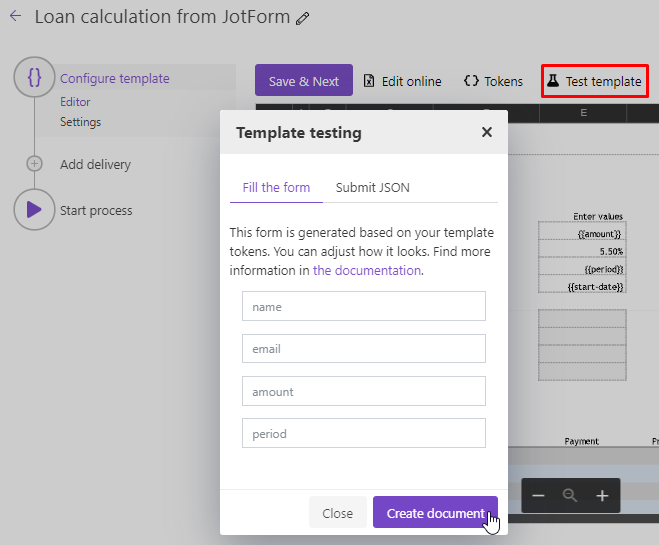 Loan calculation from JotForm
Configure template
Editor
Settings
Add delivery
Start process
Save & Next
Edit online
Tokens
Test template
E
Template testing
Fill the form
Submit JSON
This form is generated based on your template
tokens. You can adjust how it looks. Find more
information in the documentation.
name
email
amount
period
Close
Create document
Enter values
{{amount}}
5.50%
{{period}}
{{start-date}}
Payment